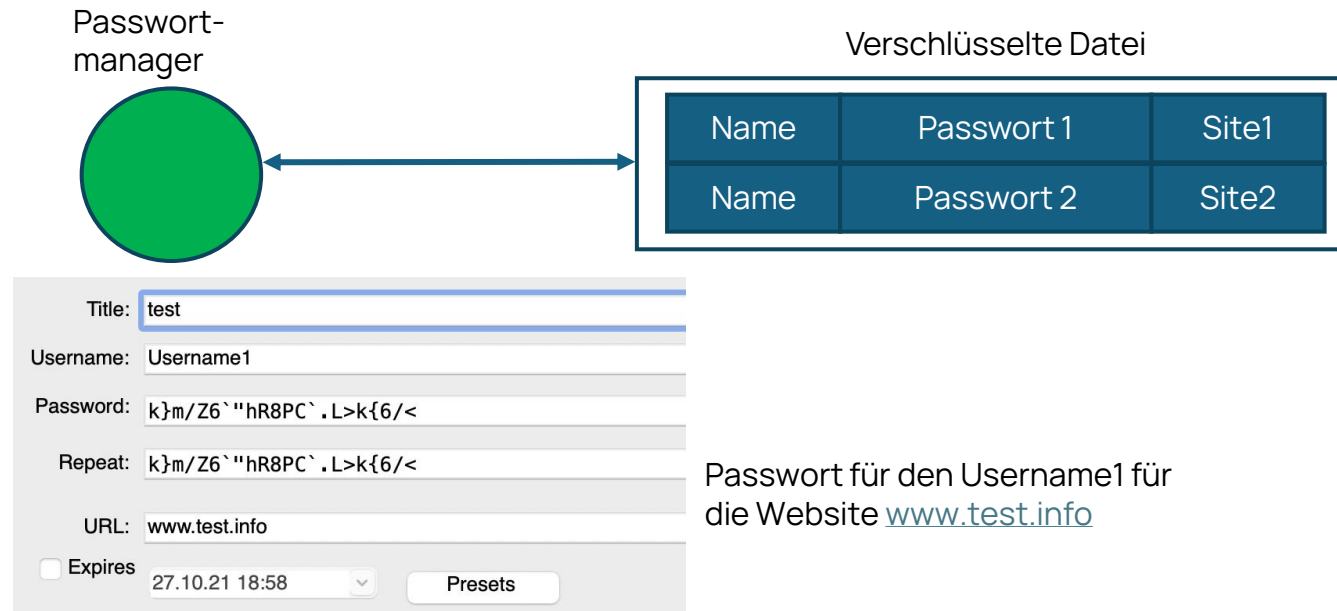 Passwort-
manager
Verschlüsselte Datei
Name Passwort 1 Site1
Name Passwort 2 Site2
Title: test
Username: Username1
Password: k}m/Z6`"hR8PC`.L>k{6/<
Repeat: k}m/Z6`"hR8PC`.L>k{6/<
URL: www.test.info
Expires 27.10.21 18:58 Presets
Passwort für den Username1 für
die Website www.test.info